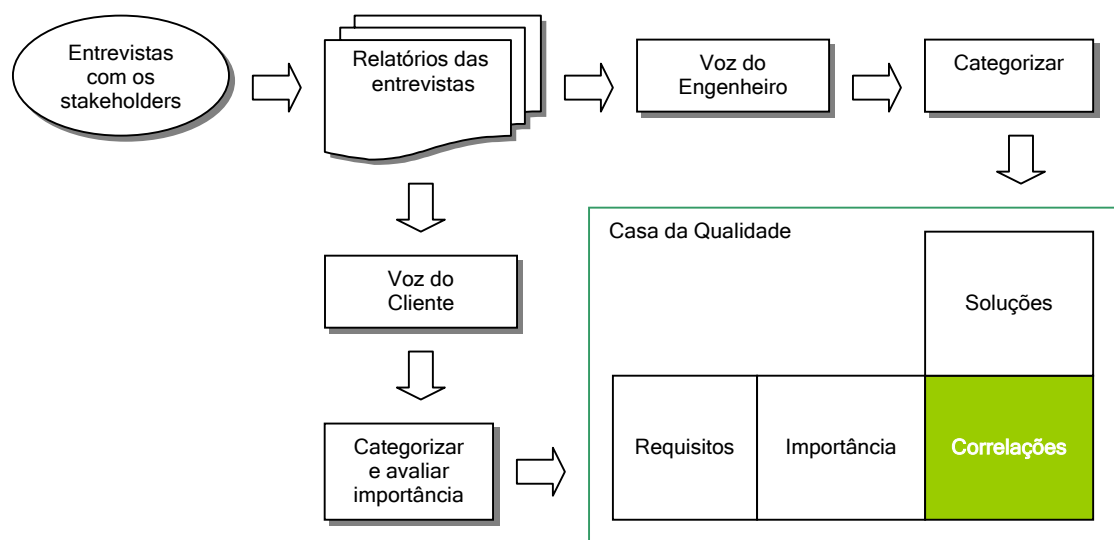 Entrevistas
com os
stakeholders
Relatórios das
entrevistas
Voz do
Engenheiro
Categorizar
Voz do
Cliente
Categorizar
e avaliar
importância
Casa da Qualidade
Soluções
Requisitos
Importância
Correlações